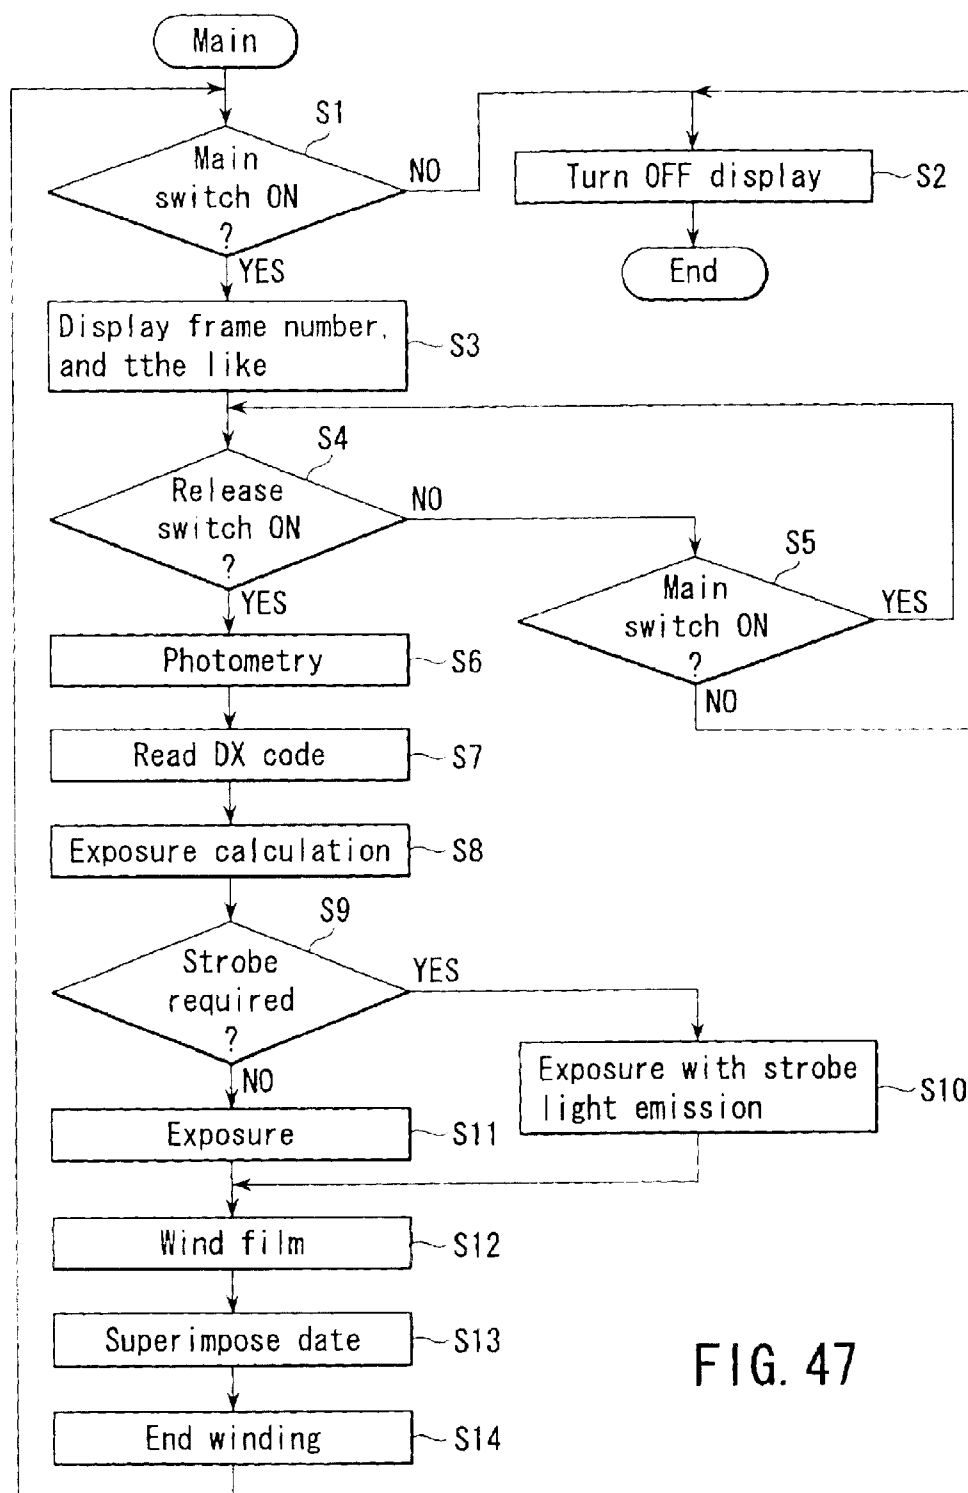 Main
S1
Main
switch ON
?
NO
YES
Turn OFF display
S2
End
Display frame number,
and tthe like
S3
S4
Release
switch ON
?
NO
YES
S5
Main
switch ON
?
YES
NO
Photometry
S6
Read DX code
S7
Exposure calculation
S8
S9
Strobe
required
?
YES
NO
Exposure with strobe
light emission
S10
Exposure
S11
Wind film
S12
Superimpose date
S13
End winding
S14
FIG. 47